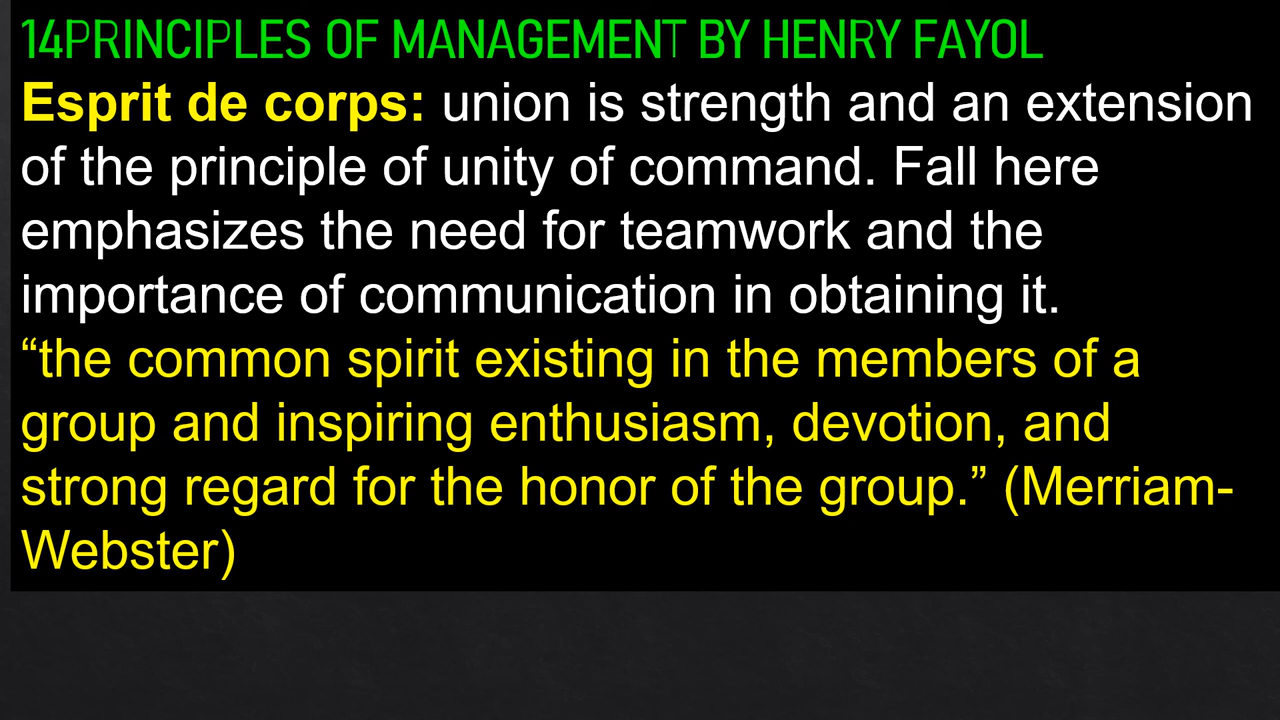 14PRINCIPLES OF MANAGEMENT BY HENRY FAYOL
Esprit de corps: union is strength and an extension
of the principle of unity of command. Fall here
emphasizes the need for teamwork and the
importance of communication in obtaining it.
“the common spirit existing in the members of a
group and inspiring enthusiasm, devotion, and
strong regard for the honor of the group.” (Merriam-
Webster)